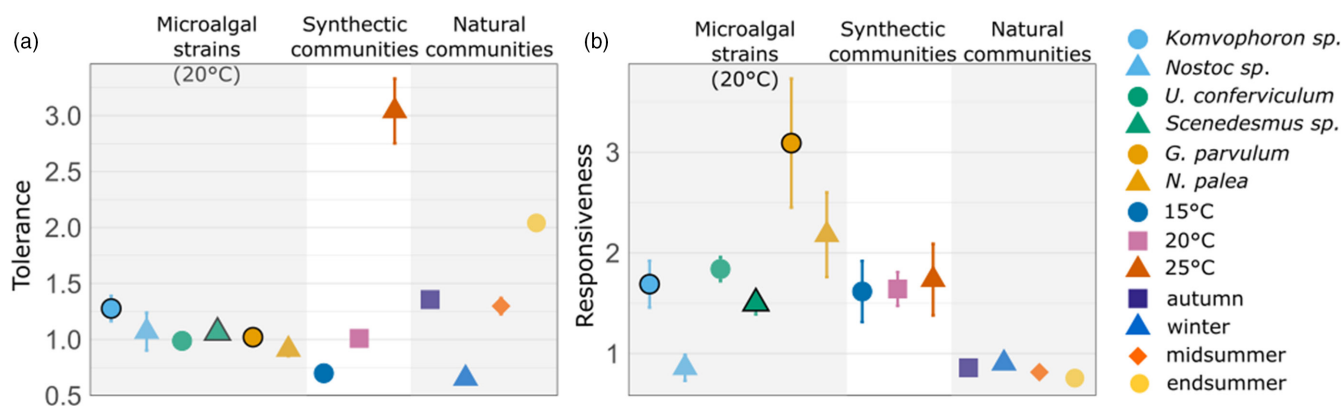 (a)
Microalgal
strains
(20°C)
Synthectic
communities
Natural
communities
Tolerance
3.0
2.5
2.0
1.5
1.0
0.5
(b)
Microalgal
strains
(20°C)
Synthectic
communities
Natural
communities
Responsiveness
3
2
1
Komvophoron sp.
Nostoc sp.
U. conferviculum
Scenedesmus sp.
G. parvulum
N. palea
15°C
20°C
25°C
autumn
winter
midsummer
endsummer